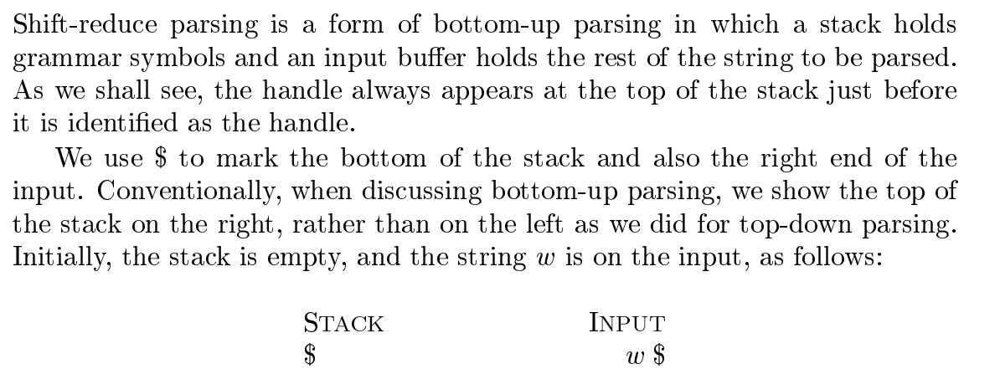 Shift-reduce parsing is a form of bottom-up parsing in which a stack holds
grammar symbols and an input buffer holds the rest of the string to be parsed.
As we shall see, the handle always appears at the top of the stack just before
it is identified as the handle.
We use $ to mark the bottom of the stack and also the right end of the
input. Conventionally, when discussing bottom-up parsing, we show the top of
the stack on the right, rather than on the left as we did for top-down parsing.
Initially, the stack is empty, and the string w is on the input, as follows:
STACK INPUT
$ w $